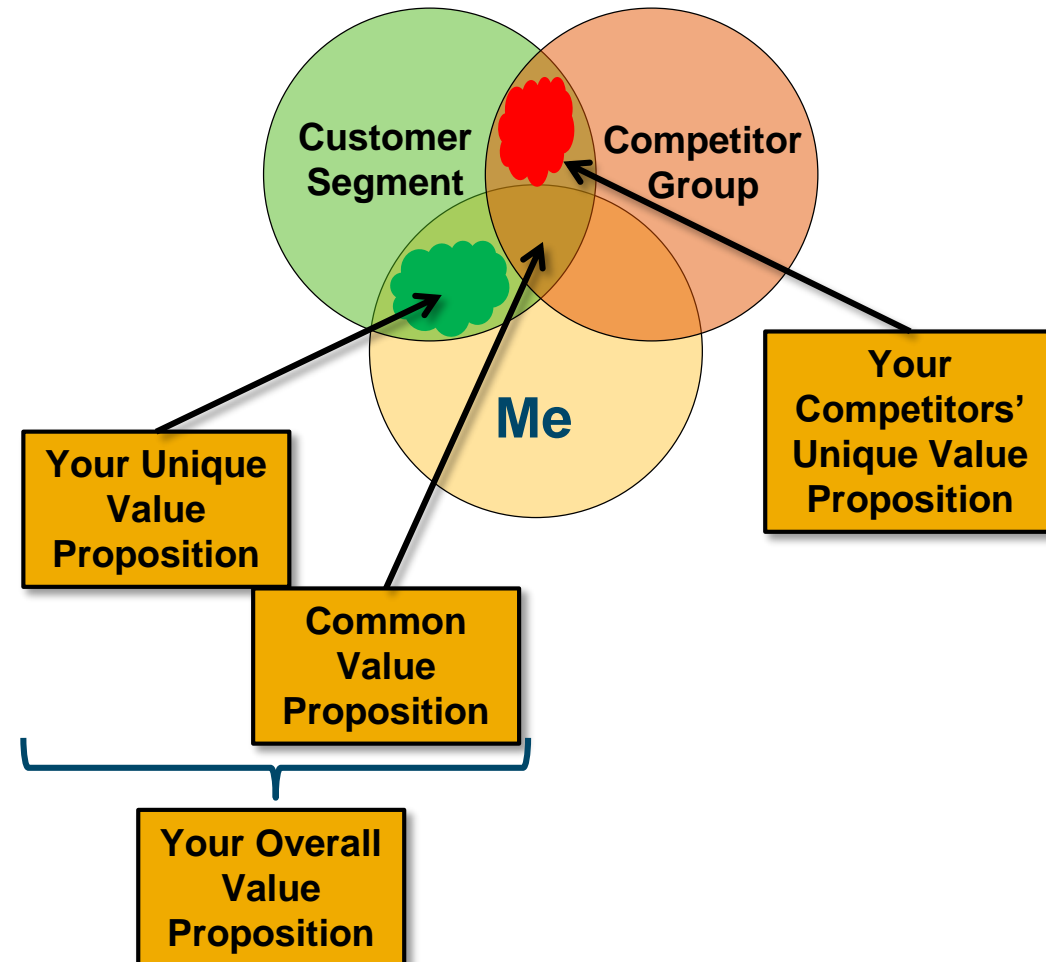 Customer
Segment
Competitor
Group
Me
Your
Competitors’
Unique Value
Proposition
Your Unique
Value
Proposition
Common
Value
Proposition
Your Overall
Value
Proposition